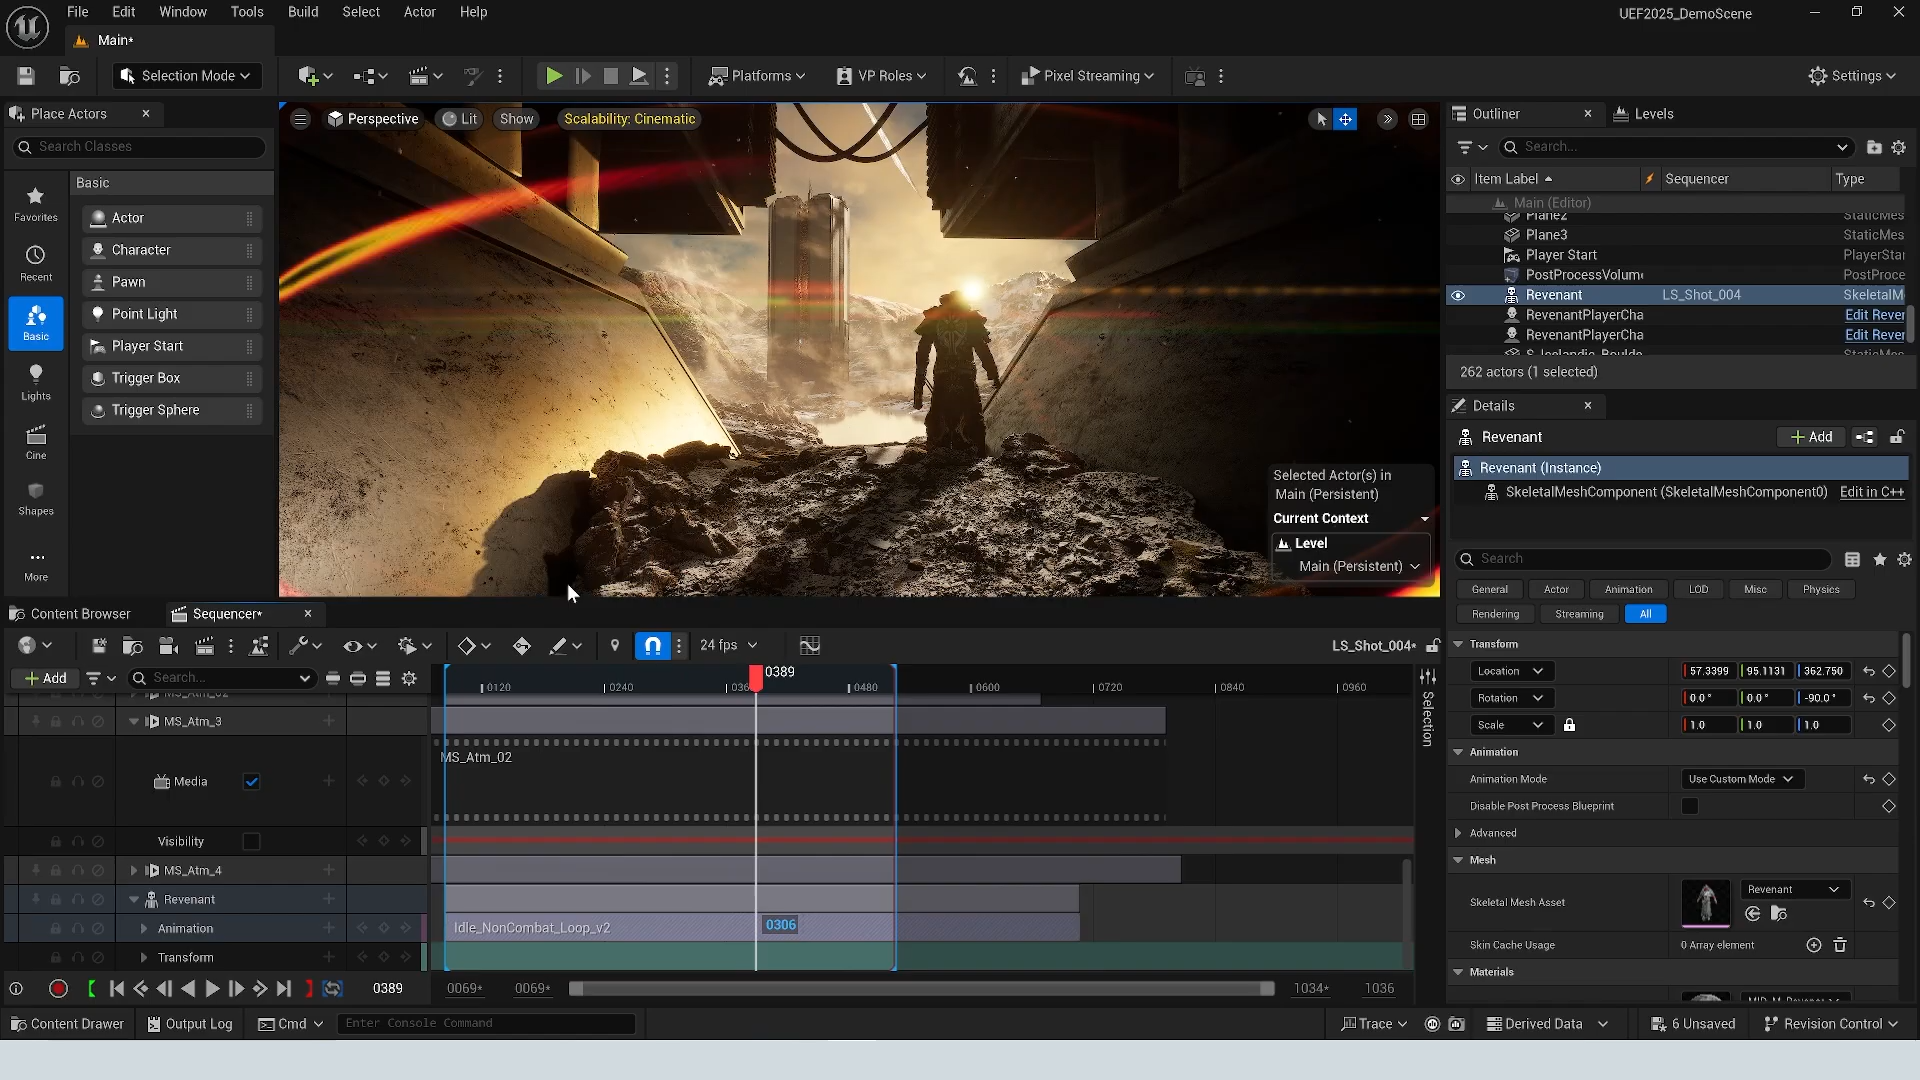 File Edit Window Tools Build Select Actor Help
UEF2025_DemoScene
Main*
Selection Mode
Platforms
VP Roles
Pixel Streaming
Settings
Place Actors
Search Classes
Favorites
Recent
Basic
Lights
Cine
Shapes
More
Basic
Actor
Character
Pawn
Point Light
Player Start
Trigger Box
Trigger Sphere
Perspective Lit Show Scalability: Cinematic
Selected Actor(s) in
Main (Persistent)
Current Context
Level
Main (Persistent)
Outliner Levels
Search...
Item Label Sequencer Type
Main (Editor)
Plane2 StaticMes
Plane3 StaticMes
Player Start PlayerStar
PostProcessVolum PostProce
Revenant LS_Shot_004 SkeletalM
RevenantPlayerCha Edit Rever
RevenantPlayerCha Edit Rever
262 actors (1 selected)
Details
Revenant
Add
Revenant (Instance)
SkeletalMeshComponent (SkeletalMeshComponent0) Edit in C++
Search
General Actor Animation LOD Misc Physics
Rendering Streaming All
Transform
Location 57.3399 95.1131 362.750
Rotation 0.0° 0.0° -90.0°
Scale 1.0 1.0 1.0
Animation
Animation Mode Use Custom Mode
Disable Post Process Blueprint
Advanced
Mesh
Skeletal Mesh Asset Revenant
Skin Cache Usage 0 Array element
Materials
Content Browser Sequencer*
24 fps
LS_Shot_004*
Add
Search...
0389
0120 0240 036 0480 0600 0720 0840 0960
Selection
MS_Atm_3
MS_Atm_02
Media
Visibility
MS_Atm_4
Revenant
Animation
Idle_NonCombat_Loop_v2
0306
Transform
0389
0069* 0069* 1034* 1036
Content Drawer Output Log Cmd Enter Console Command
Trace Derived Data 6 Unsaved Revision Control